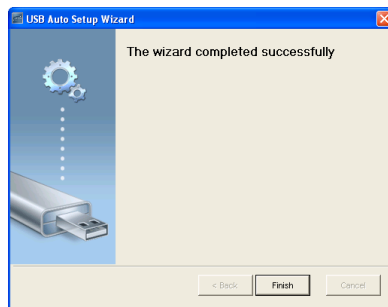 USB Auto Setup Wizard
The wizard completed successfully
< Back Finish Cancel